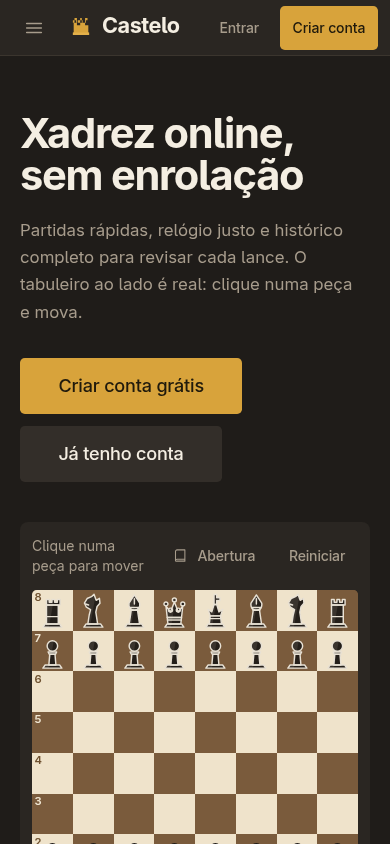 Castelo
Entrar
Criar conta
Xadrez online,
sem enrolação
Partidas rápidas, relógio justo e histórico
completo para revisar cada lance. O
tabuleiro ao lado é real: clique numa peça
e mova.
Criar conta grátis
Já tenho conta
Clique numa
peça para mover
Abertura
Reiniciar
8
7
6
5
4
3
2